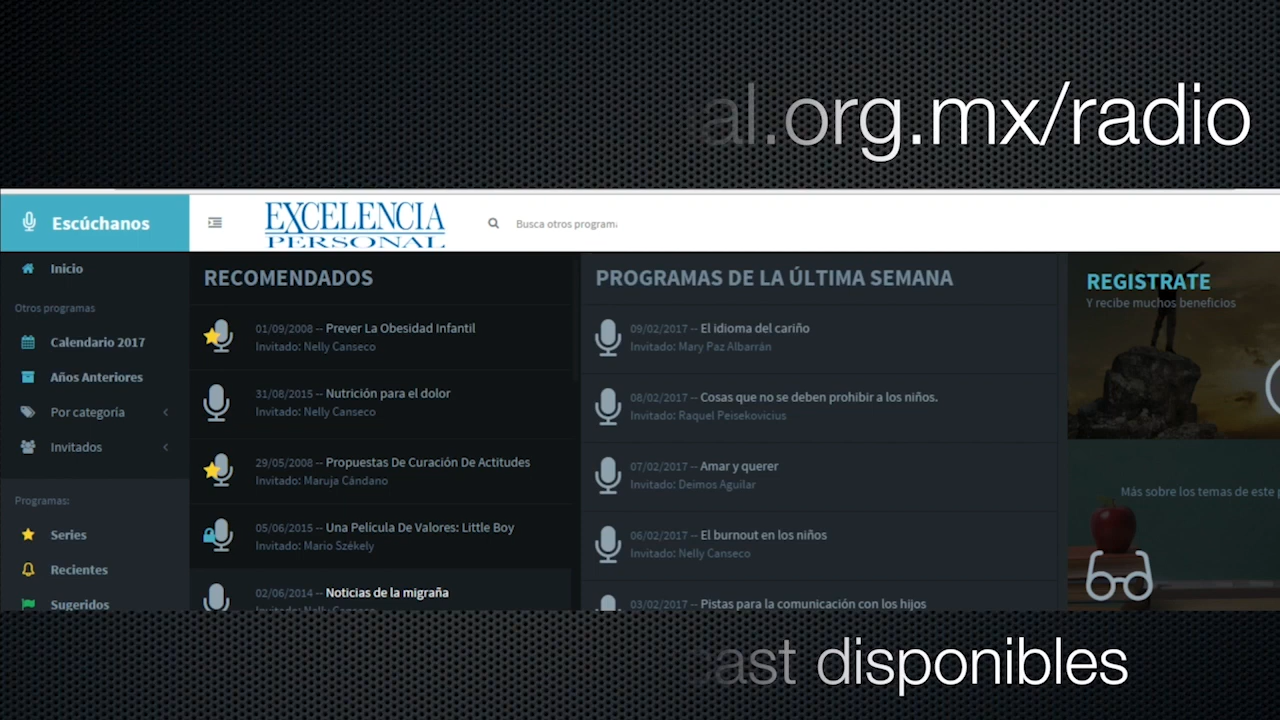 al.org.mx/radio
Escúchanos
EXCELENCIA
PERSONAL
Busca otros programa
Inicio
Otros programas
Calendario 2017
Años Anteriores
Por categoría
Invitados
Programas:
Series
Recientes
Sugeridos
RECOMENDADOS
01/09/2008 -- Prever La Obesidad Infantil
Invitado: Nelly Canseco
31/08/2015 -- Nutrición para el dolor
Invitado: Nelly Canseco
29/05/2008 -- Propuestas De Curación De Actitudes
Invitado: Maruja Cándano
05/06/2015 -- Una Película De Valores: Little Boy
Invitado: Mario Székely
02/06/2014 -- Noticias de la migraña
Invitado: Nelly Canseco
PROGRAMAS DE LA ÚLTIMA SEMANA
09/02/2017 -- El idioma del cariño
Invitado: Mary Paz Albarrán
08/02/2017 -- Cosas que no se deben prohibir a los niños.
Invitado: Raquel Peisekovicius
07/02/2017 -- Amar y querer
Invitado: Deimos Aguilar
06/02/2017 -- El burnout en los niños
Invitado: Nelly Canseco
03/02/2017 -- Pistas para la comunicación con los hijos
REGISTRATE
Y recibe muchos beneficios
Más sobre los temas de este
cast disponibles